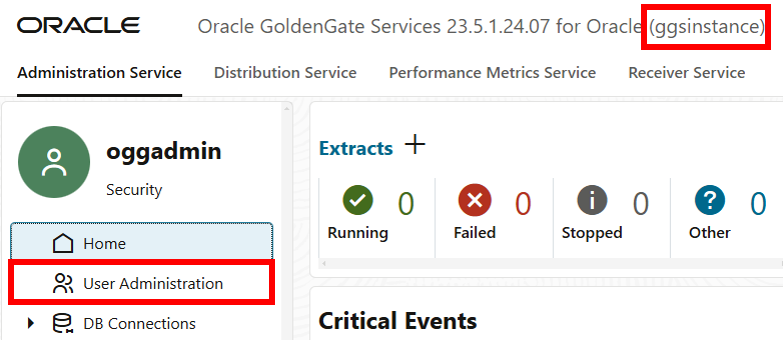 ORACLE Oracle GoldenGate Services 23.5.1.24.07 for Oracle (ggsinstance)
Administration Service Distribution Service Performance Metrics Service Receiver Service
oggadmin
Security
Home
User Administration
DB Connections
Extracts +
0 0 0 0
Running Failed Stopped Other
Critical Events